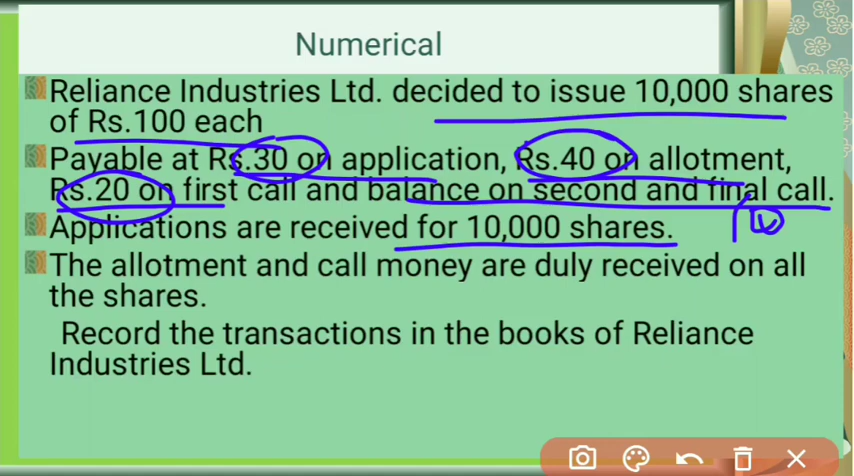 Numerical
Reliance Industries Ltd. decided to issue 10,000 shares
of Rs.100 each
Payable at Rs.30 on application, Rs.40 on allotment,
Rs.20 on first call and balance on second and final call.
Applications are received for 10,000 shares.
The allotment and call money are duly received on all
the shares.
Record the transactions in the books of Reliance
Industries Ltd.